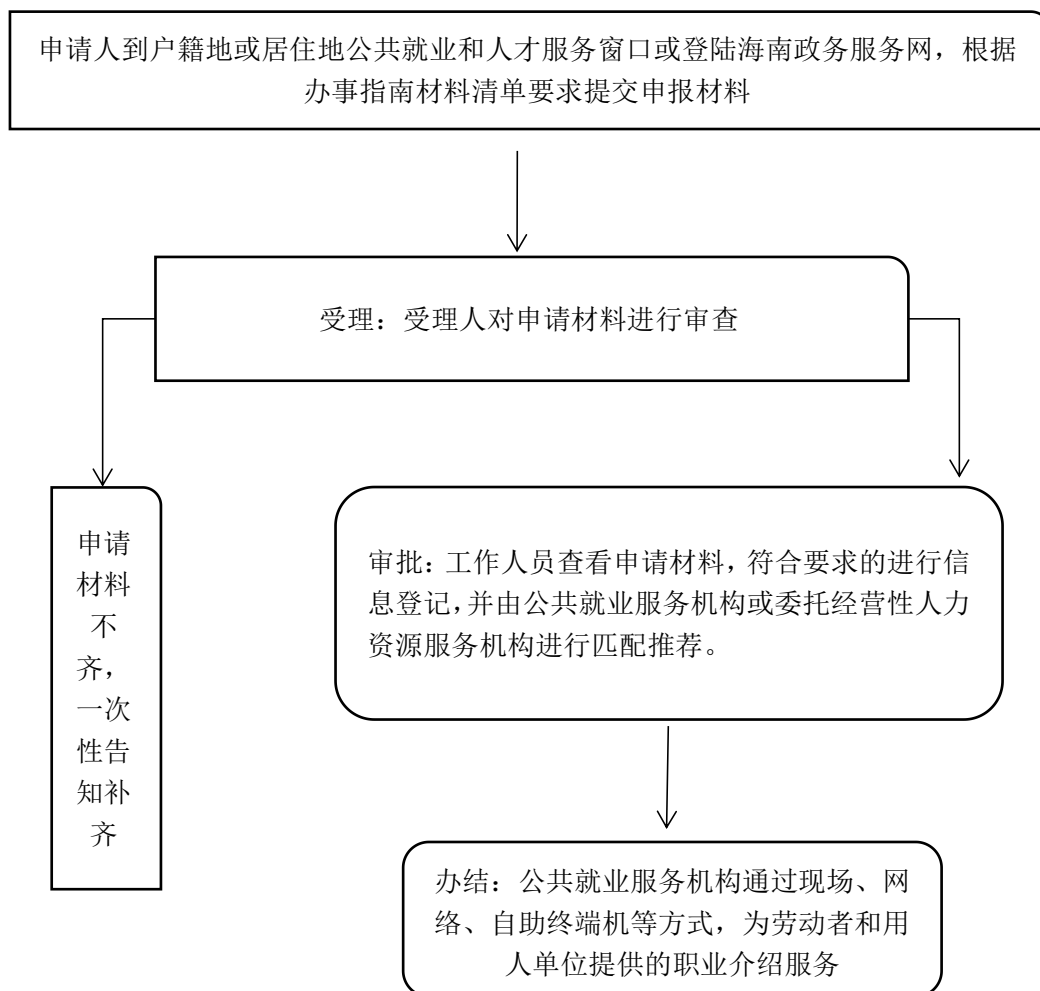 申请人到户籍地或居住地公共就业和人才服务窗口或登陆海南政务服务网，根据
办事指南材料清单要求提交申报材料
受理：受理人对申请材料进行审查
申请
材料
不
齐，
一次
性告
知补
齐
审批：工作人员查看申请材料，符合要求的进行信
息登记，并由公共就业服务机构或委托经营性人力
资源服务机构进行匹配推荐。
办结：公共就业服务机构通过现场、网
络、自助终端机等方式，为劳动者和用
人单位提供的职业介绍服务